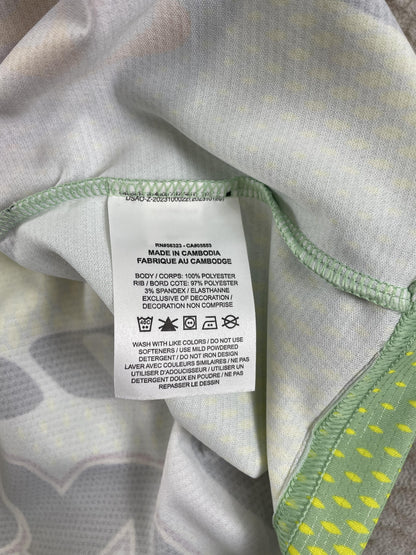 RN#56323 - CA#05553
MADE IN CAMBODIA
FABRIQUE AU CAMBODGE
BODY / CORPS: 100% POLYESTER
RIB / BORD COTE: 97% POLYESTER
3% SPANDEX / ELASTHANNE
EXCLUSIVE OF DECORATION /
DECORATION NON COMPRISE
WASH WITH LIKE COLORS / DO NOT USE
SOFTENERS / USE MILD POWDERED
DETERGENT / DO NOT IRON DESIGN
LAVER AVEC COLORIS SIMILAIRES / NE PAS
UTILISER D'ADOUCISSEUR / UTILISER UN
DETERGENT DOUX EN POUDRE / NE PAS
REPASSER LE DESSIN